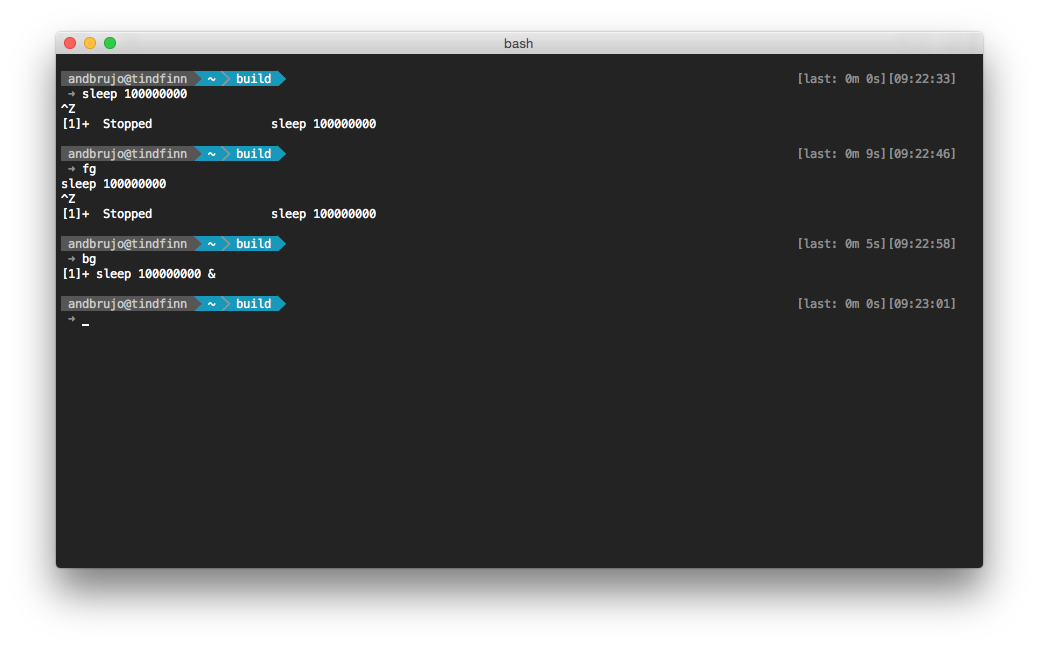 bash
andbrujo@tindfinn ~ build [last: 0m 0s][09:22:33]
➜ sleep 100000000
^Z
[1]+  Stopped                 sleep 100000000
andbrujo@tindfinn ~ build [last: 0m 9s][09:22:46]
➜ fg
sleep 100000000
^Z
[1]+  Stopped                 sleep 100000000
andbrujo@tindfinn ~ build [last: 0m 5s][09:22:58]
➜ bg
[1]+ sleep 100000000 &
andbrujo@tindfinn ~ build [last: 0m 0s][09:23:01]
➜ _